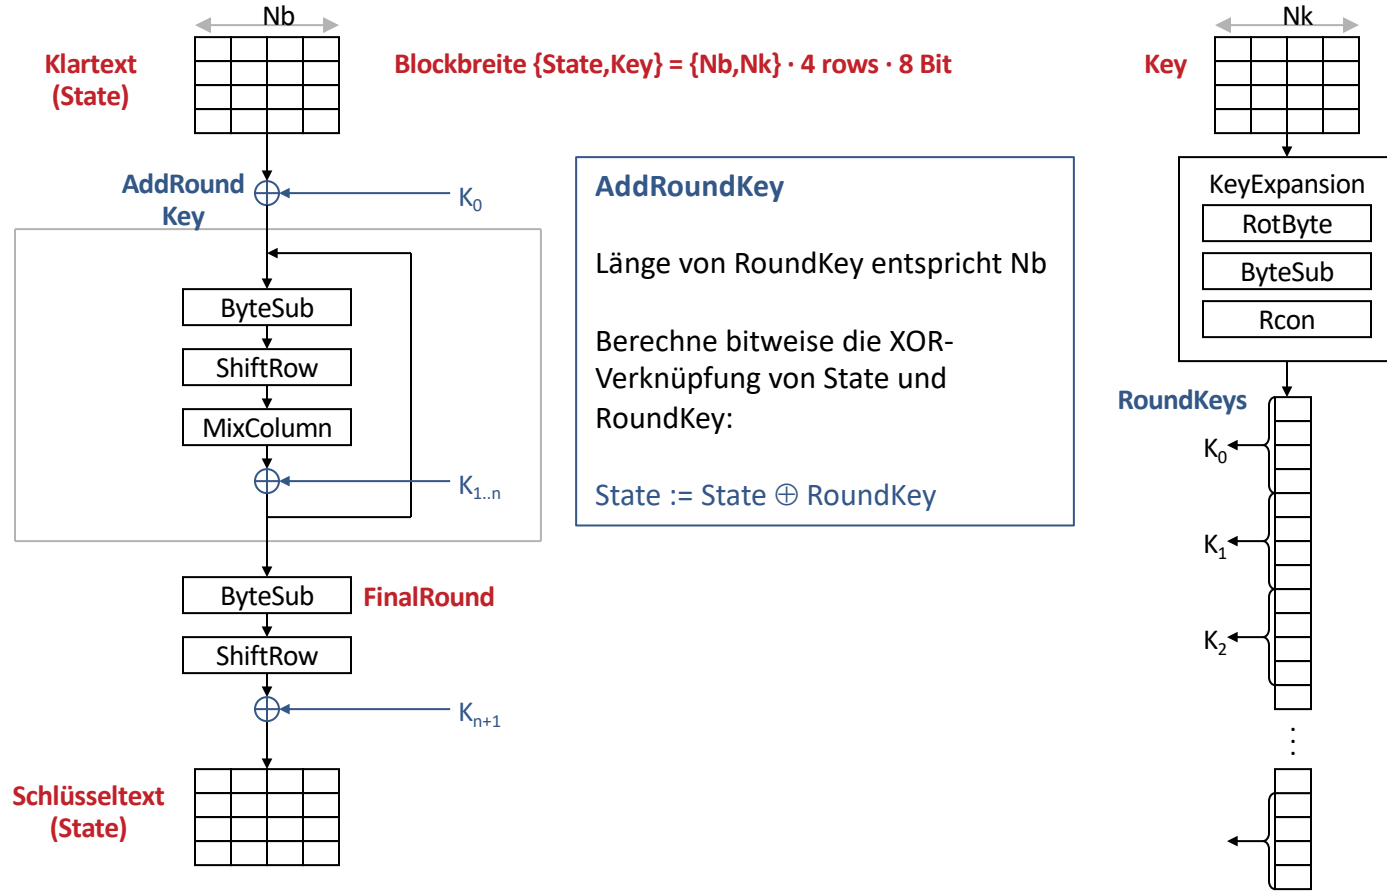 Nb
Klartext
(State)
Blockbreite {State,Key} = {Nb,Nk} · 4 rows · 8 Bit
Nk
Key
AddRound
Key
K0
ByteSub
ShiftRow
MixColumn
K1..n
ByteSub
FinalRound
ShiftRow
Kn+1
Schlüsseltext
(State)
AddRoundKey
Länge von RoundKey entspricht Nb
Berechne bitweise die XOR-
Verknüpfung von State und
RoundKey:
State := State ⊕ RoundKey
KeyExpansion
RotByte
ByteSub
Rcon
RoundKeys
K0
K1
K2
...